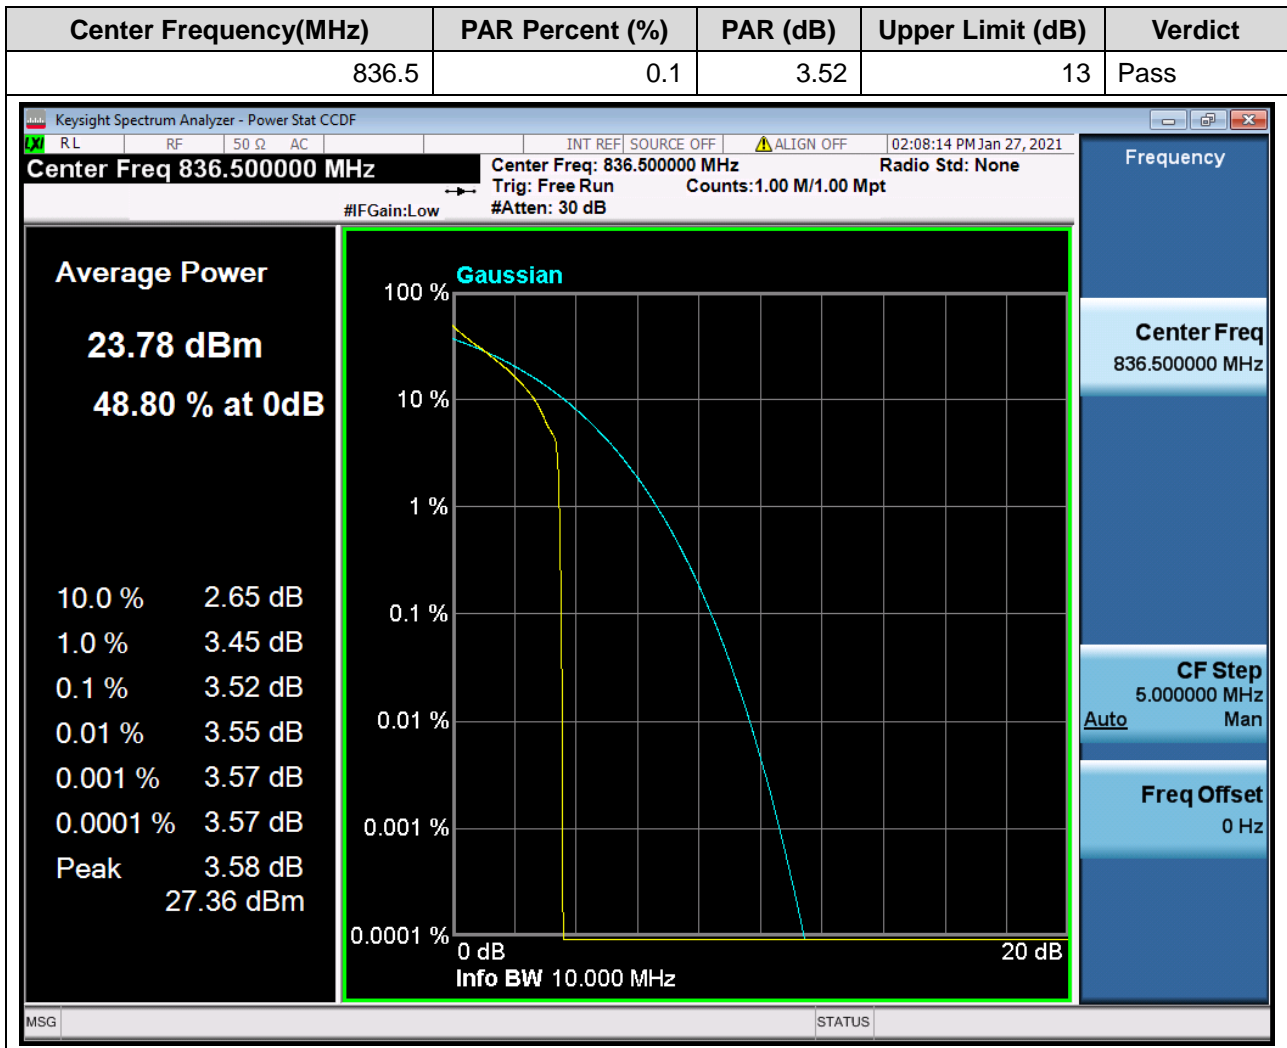 Center Frequency(MHz) PAR Percent (%) PAR (dB) Upper Limit (dB) Verdict
836.5 0.1 3.52 13 Pass
Keysight Spectrum Analyzer - Power Stat CCDF
LXI RL RF 50 Ω AC INT REF SOURCE OFF ALIGN OFF 02:08:14 PM Jan 27, 2021
Center Freq 836.500000 MHz
Center Freq: 836.500000 MHz Radio Std: None
Trig: Free Run Counts:1.00 M/1.00 Mpt
#IFGain:Low #Atten: 30 dB
Frequency
Average Power
23.78 dBm
48.80 % at 0dB
10.0 % 2.65 dB
1.0 % 3.45 dB
0.1 % 3.52 dB
0.01 % 3.55 dB
0.001 % 3.57 dB
0.0001 % 3.57 dB
Peak 3.58 dB
27.36 dBm
Gaussian
100 %
10 %
1 %
0.1 %
0.01 %
0.001 %
0.0001 %
0 dB 20 dB
Info BW 10.000 MHz
Center Freq
836.500000 MHz
CF Step
5.000000 MHz
Auto Man
Freq Offset
0 Hz
MSG STATUS